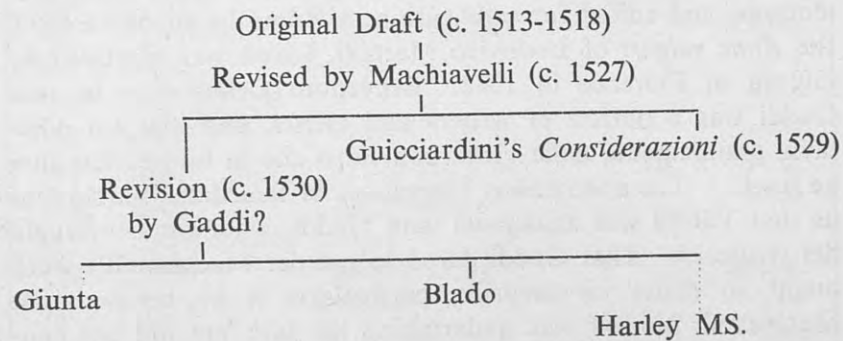 Original Draft (c. 1513-1518)
Revised by Machiavelli (c. 1527)
Guicciardini's Considerazioni (c. 1529)
Revision (c. 1530)
by Gaddi?
Giunta
Blado
Harley MS.